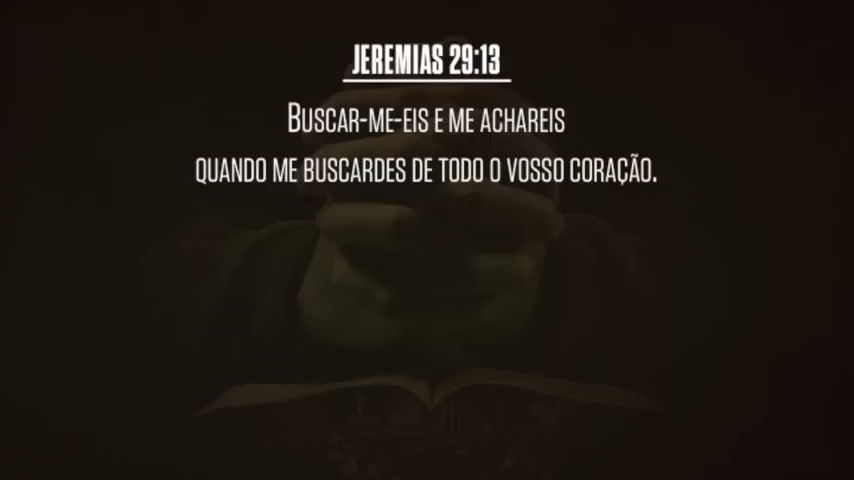 JEREMIAS 29:13
BUSCAR-ME-EIS E ME ACHAREIS
QUANDO ME BUSCARDES DE TODO O VOSSO CORAÇÃO.